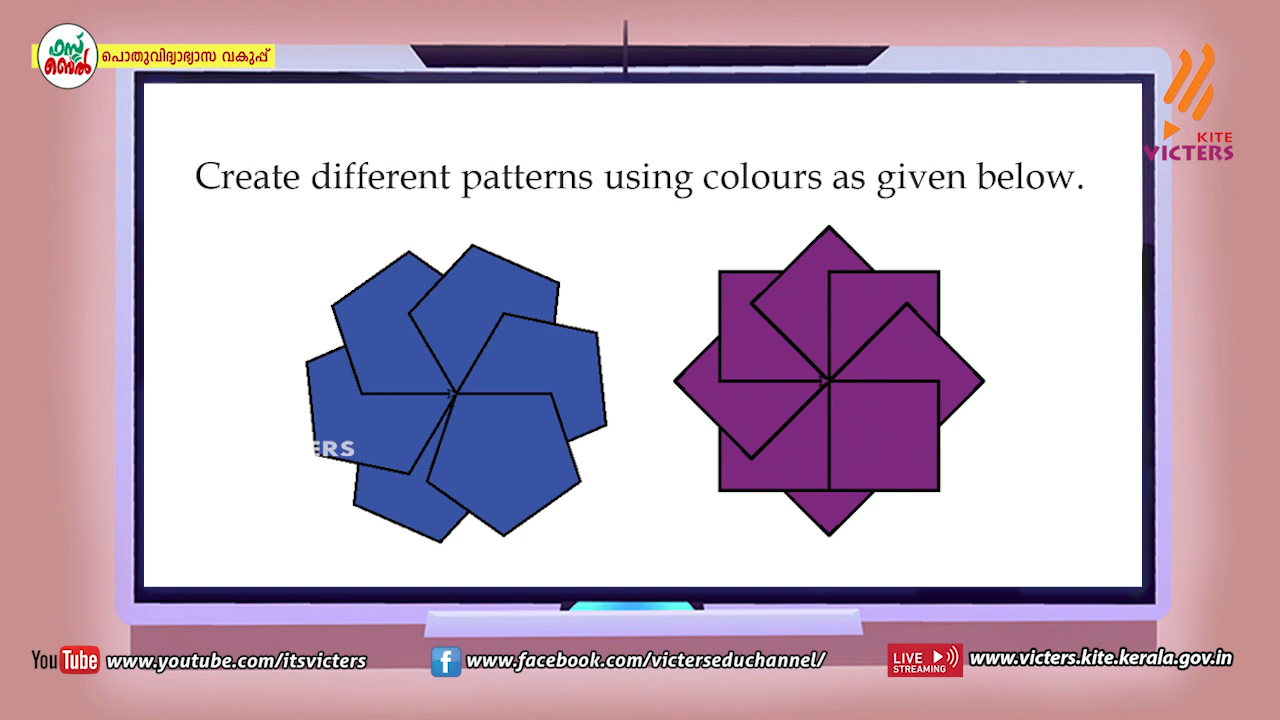 ഫസ്റ്റ്
ബെൽ
പൊതുവിദ്യാഭ്യാസ വകുപ്പ്
KITE
VICTERS
Create different patterns using colours as given below.
ERS
YouTube www.youtube.com/itsvicters
f www.facebook.com/victerseduchannel/
LIVE
STREAMING
www.victers.kite.kerala.gov.in